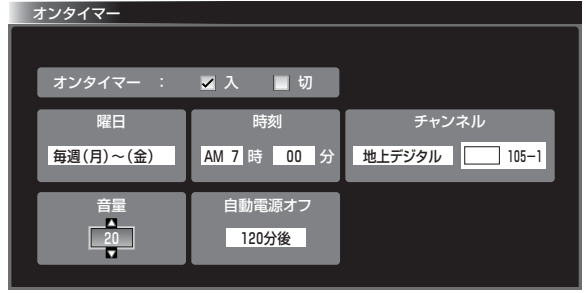 オンタイマー
オンタイマー : 入 切
曜日 時刻 チャンネル
毎週(月)~(金) AM 7 時 00 分 地上デジタル 105-1
音量 自動電源オフ
20 120分後